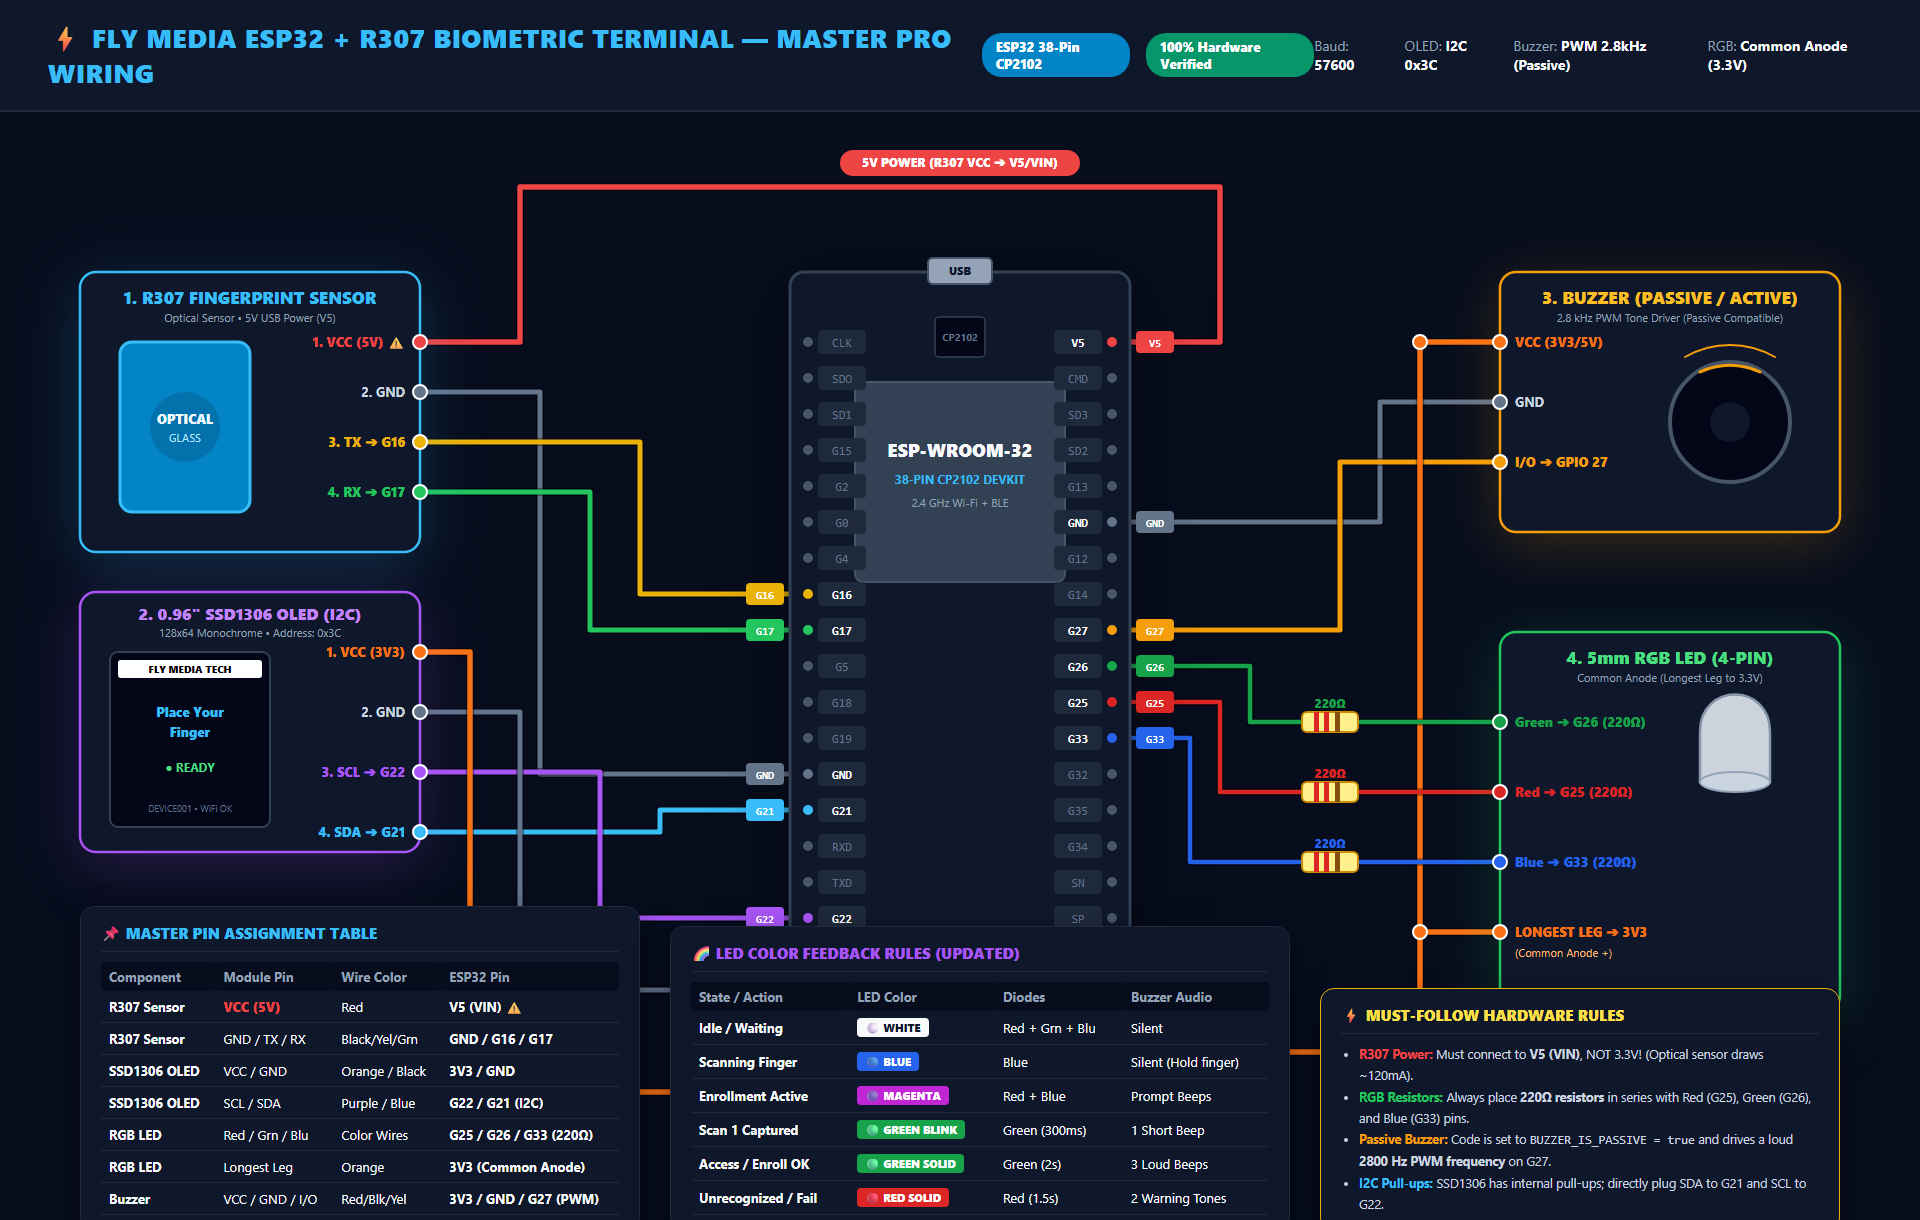 ⚡ FLY MEDIA ESP32 + R307 BIOMETRIC TERMINAL — MASTER PRO
WIRING
ESP32 38-Pin
CP2102
100% Hardware
Verified
Baud:
57600
OLED: I2C
0x3C
Buzzer: PWM 2.8kHz
(Passive)
RGB: Common Anode
(3.3V)
5V POWER (R307 VCC ➔ V5/VIN)
1. R307 FINGERPRINT SENSOR
Optical Sensor • 5V USB Power (V5)
OPTICAL
GLASS
1. VCC (5V) ⚠️
2. GND
3. TX ➔ G16
4. RX ➔ G17
2. 0.96" SSD1306 OLED (I2C)
128x64 Monochrome • Address: 0x3C
FLY MEDIA TECH
Place Your
Finger
● READY
DEVICE001 • WiFi OK
1. VCC (3V3)
2. GND
3. SCL ➔ G22
4. SDA ➔ G21
G16
G17
GND
G21
G22
USB
CP2102
ESP-WROOM-32
38-PIN CP2102 DEVKIT
2.4 GHz Wi-Fi + BLE
CLK
SD0
SD1
G15
G2
G0
G4
G16
G17
G5
G18
G19
GND
G21
RXD
TXD
G22
V5
CMD
SD3
SD2
G13
GND
G12
G14
G27
G26
G25
G33
G32
G35
G34
SN
SP
V5
GND
G27
G26
G25
G33
220Ω
220Ω
220Ω
3. BUZZER (PASSIVE / ACTIVE)
2.8 kHz PWM Tone Driver (Passive Compatible)
VCC (3V3/5V)
GND
I/O ➔ GPIO 27
4. 5mm RGB LED (4-PIN)
Common Anode (Longest Leg to 3.3V)
Green ➔ G26 (220Ω)
Red ➔ G25 (220Ω)
Blue ➔ G33 (220Ω)
LONGEST LEG ➔ 3V3
(Common Anode +)
📌 MASTER PIN ASSIGNMENT TABLE
Component Module Pin Wire Color ESP32 Pin
R307 Sensor VCC (5V) Red V5 (VIN) ⚠️
R307 Sensor GND / TX / RX Black/Yel/Grn GND / G16 / G17
SSD1306 OLED VCC / GND Orange / Black 3V3 / GND
SSD1306 OLED SCL / SDA Purple / Blue G22 / G21 (I2C)
RGB LED Red / Grn / Blu Color Wires G25 / G26 / G33 (220Ω)
RGB LED Longest Leg Orange 3V3 (Common Anode)
Buzzer VCC / GND / I/O Red/Blk/Yel 3V3 / GND / G27 (PWM)
🌈 LED COLOR FEEDBACK RULES (UPDATED)
State / Action LED Color Diodes Buzzer Audio
Idle / Waiting WHITE Red + Grn + Blu Silent
Scanning Finger BLUE Blue Silent (Hold finger)
Enrollment Active MAGENTA Red + Blue Prompt Beeps
Scan 1 Captured GREEN BLINK Green (300ms) 1 Short Beep
Access / Enroll OK GREEN SOLID Green (2s) 3 Loud Beeps
Unrecognized / Fail RED SOLID Red (1.5s) 2 Warning Tones
⚡ MUST-FOLLOW HARDWARE RULES
• R307 Power: Must connect to V5 (VIN), NOT 3.3V! (Optical sensor draws
~120mA).
• RGB Resistors: Always place 220Ω resistors in series with Red (G25), Green (G26),
and Blue (G33) pins.
• Passive Buzzer: Code is set to BUZZER_IS_PASSIVE = true and drives a loud
2800 Hz PWM frequency on G27.
• I2C Pull-ups: SSD1306 has internal pull-ups; directly plug SDA to G21 and SCL to
G22.